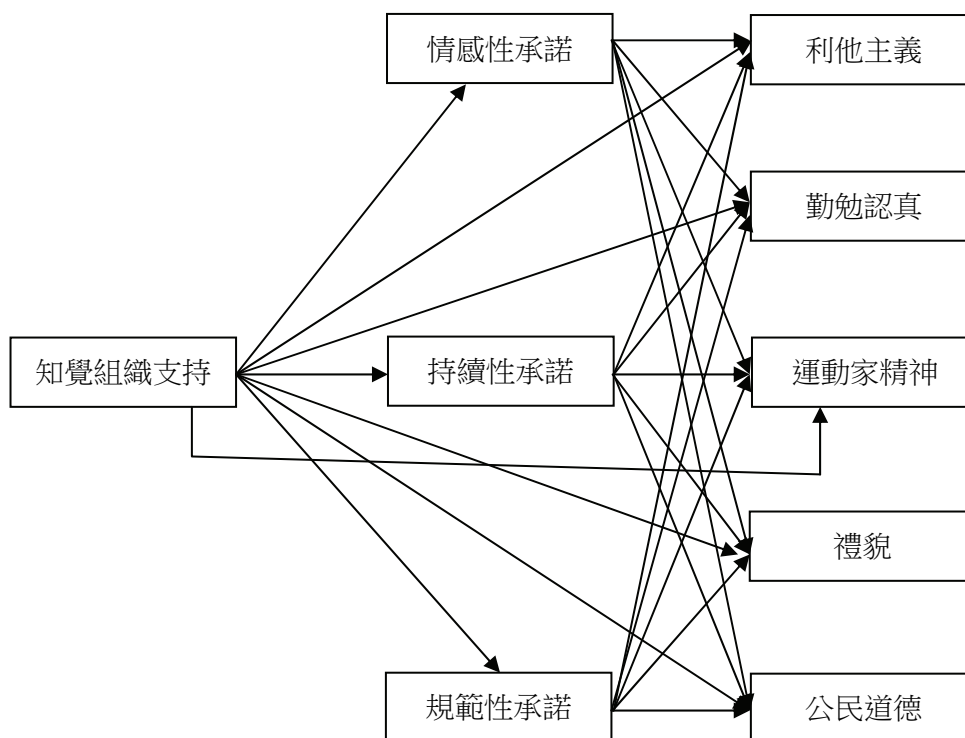 情感性承諾
利他主義
勤勉認真
知覺組織支持
持續性承諾
運動家精神
禮貌
規範性承諾
公民道德